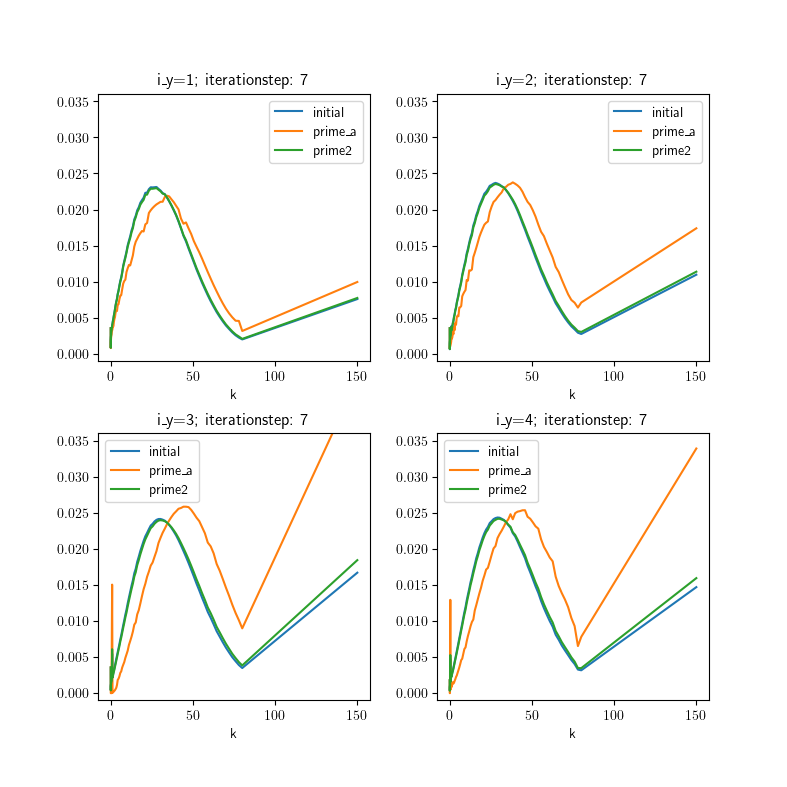 i_y=1; iterationstep: 7
0.035
0.030
0.025
0.020
0.015
0.010
0.005
0.000
initial
prime_a
prime2
0
50
100
150
k
i_y=2; iterationstep: 7
0.035
0.030
0.025
0.020
0.015
0.010
0.005
0.000
initial
prime_a
prime2
0
50
100
150
k
i_y=3; iterationstep: 7
0.035
0.030
0.025
0.020
0.015
0.010
0.005
0.000
initial
prime_a
prime2
0
50
100
150
k
i_y=4; iterationstep: 7
0.035
0.030
0.025
0.020
0.015
0.010
0.005
0.000
initial
prime_a
prime2
0
50
100
150
k